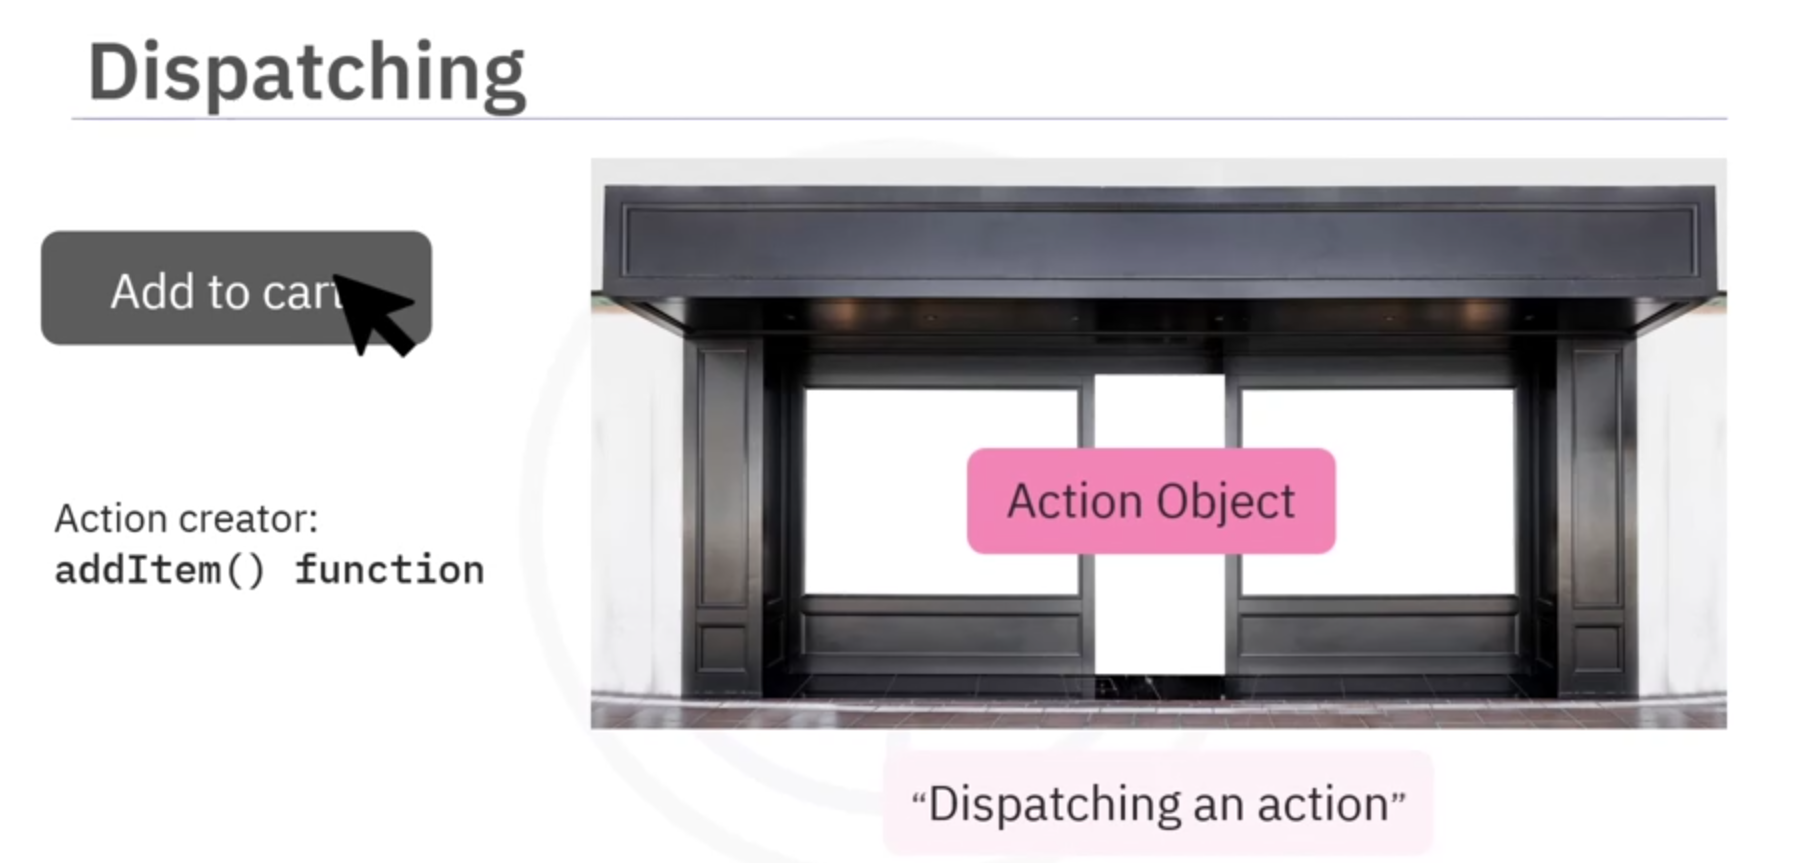 Dispatching
Add to cart
Action creator:
addItem() function
Action Object
“Dispatching an action”